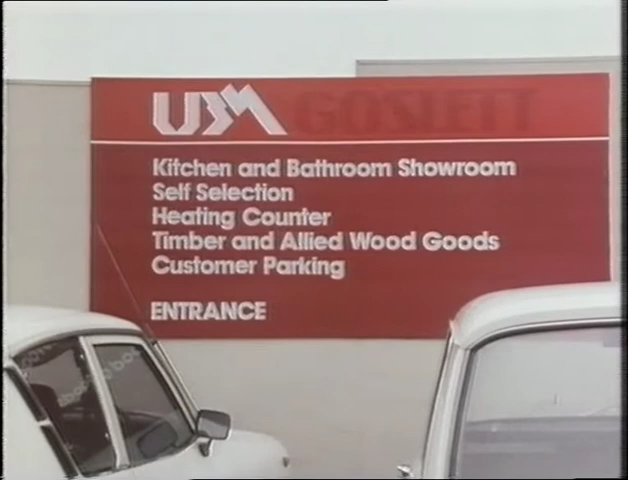 UBM GOSLETT
Kitchen and Bathroom Showroom
Self Selection
Heating Counter
Timber and Allied Wood Goods
Customer Parking
ENTRANCE